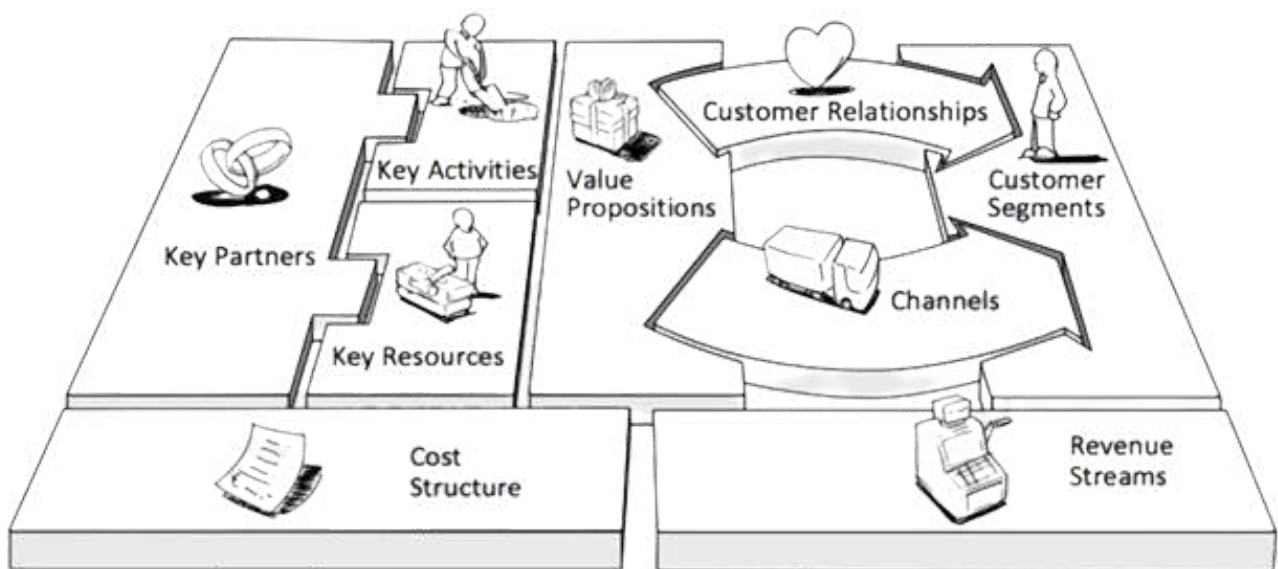 Key Partners
Key Activities
Key Resources
Value
Propositions
Customer Relationships
Channels
Customer
Segments
Cost
Structure
Revenue
Streams